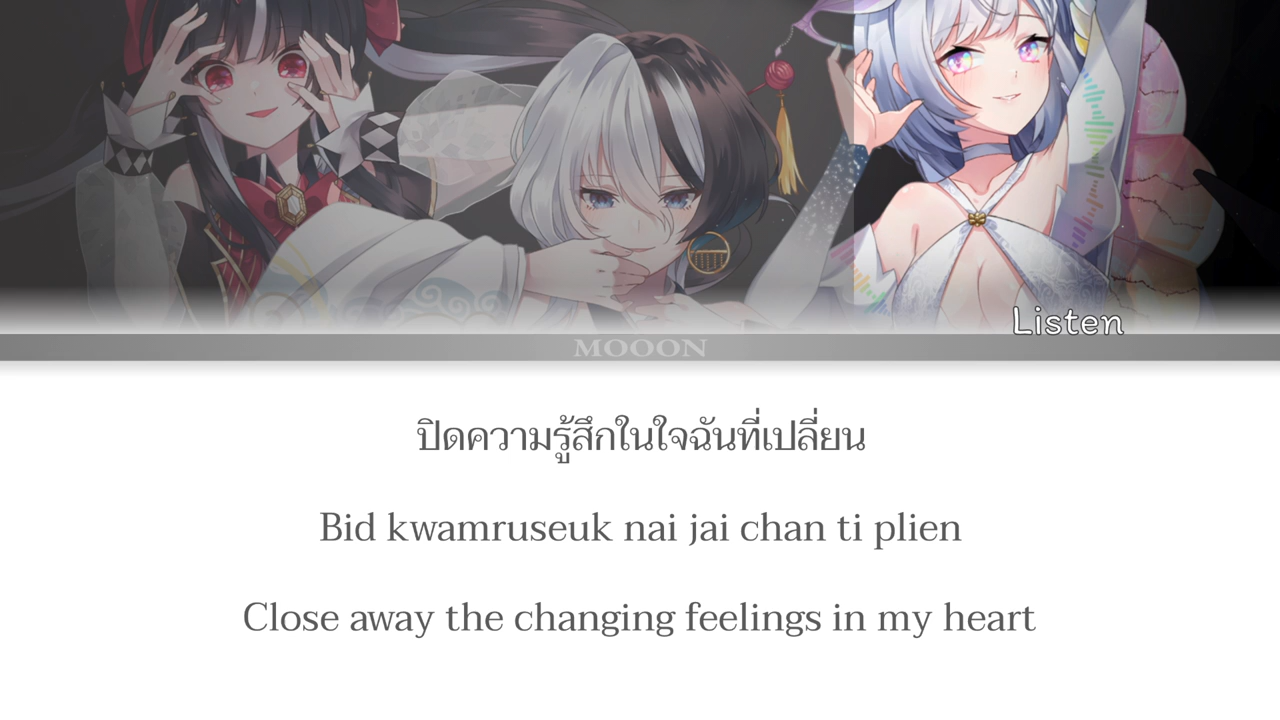 Listen
MOOON
ปิดความรู้สึกในใจฉันที่เปลี่ยน
Bid kwamruseuk nai jai chan ti plien
Close away the changing feelings in my heart